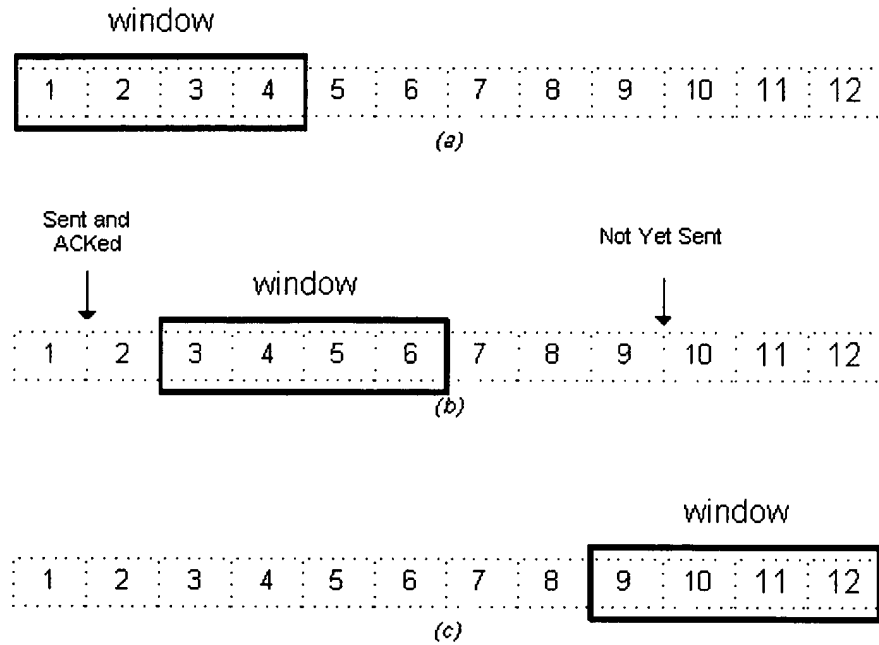 window
1 2 3 4 5 6 7 8 9 10 11 12
(a)
Sent and
ACKed
Not Yet Sent
window
1 2 3 4 5 6 7 8 9 10 11 12
(b)
window
1 2 3 4 5 6 7 8 9 10 11 12
(c)